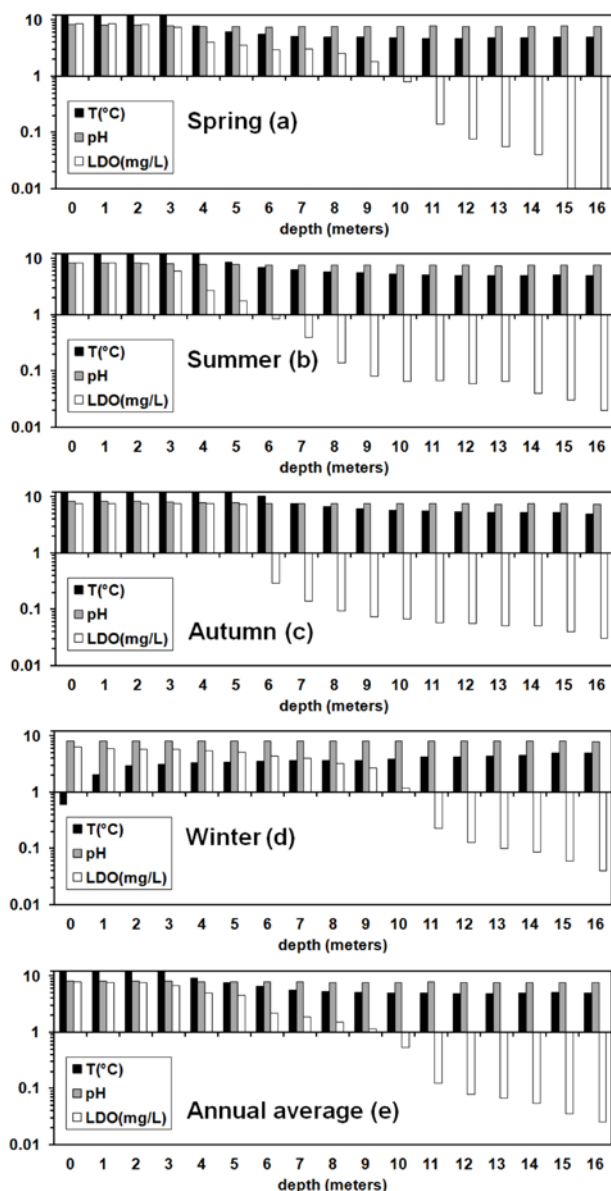 10
1
0.1
0.01
T(°C)
pH
LDO(mg/L)
Spring (a)
0 1 2 3 4 5 6 7 8 9 10 11 12 13 14 15 16
depth (meters)
10
1
0.1
0.01
T(°C)
pH
LDO(mg/L)
Summer (b)
0 1 2 3 4 5 6 7 8 9 10 11 12 13 14 15 16
depth (meters)
10
1
0.1
0.01
T(°C)
pH
LDO(mg/L)
Autumn (c)
0 1 2 3 4 5 6 7 8 9 10 11 12 13 14 15 16
depth (meters)
10
1
0.1
0.01
T(°C)
pH
LDO(mg/L)
Winter (d)
0 1 2 3 4 5 6 7 8 9 10 11 12 13 14 15 16
depth (meters)
10
1
0.1
0.01
T(°C)
pH
LDO(mg/L)
Annual average (e)
0 1 2 3 4 5 6 7 8 9 10 11 12 13 14 15 16
depth (meters)